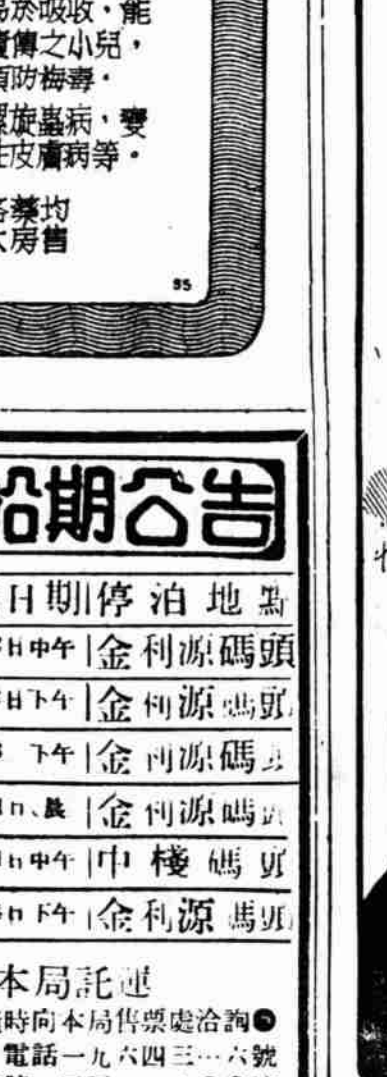 易於吸收，能
遺傳之小兒，
預防梅毒。
螺旋蟲病，變
性皮膚病等。
各藥均
大房售
95
船期公告
日期 停泊地點
日中午 金利源碼頭
日下午 金利源碼頭
下午 金利源碼頭
日晨 金利源碼頭
日中午 中棧碼頭
日下午 金利源碼頭
本局託運
時向本局售票處洽詢
電話一九六四三…六號